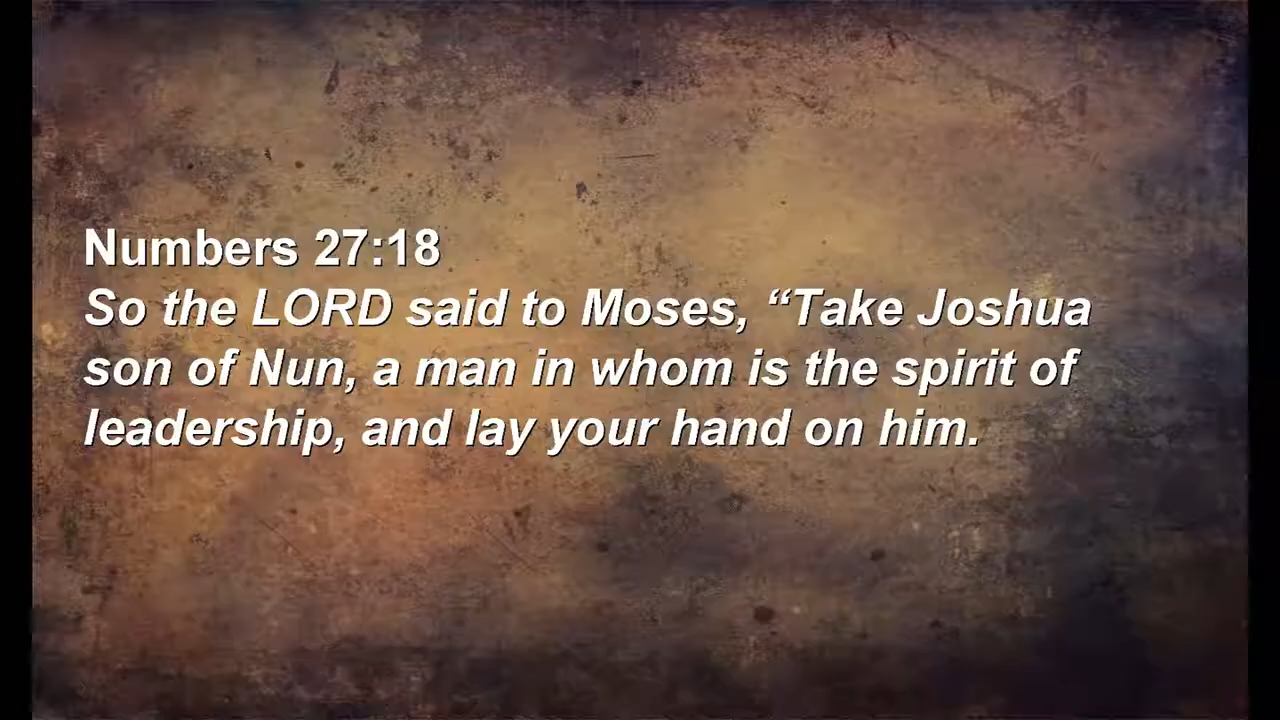 Numbers 27:18
So the LORD said to Moses, “Take Joshua
son of Nun, a man in whom is the spirit of
leadership, and lay your hand on him.